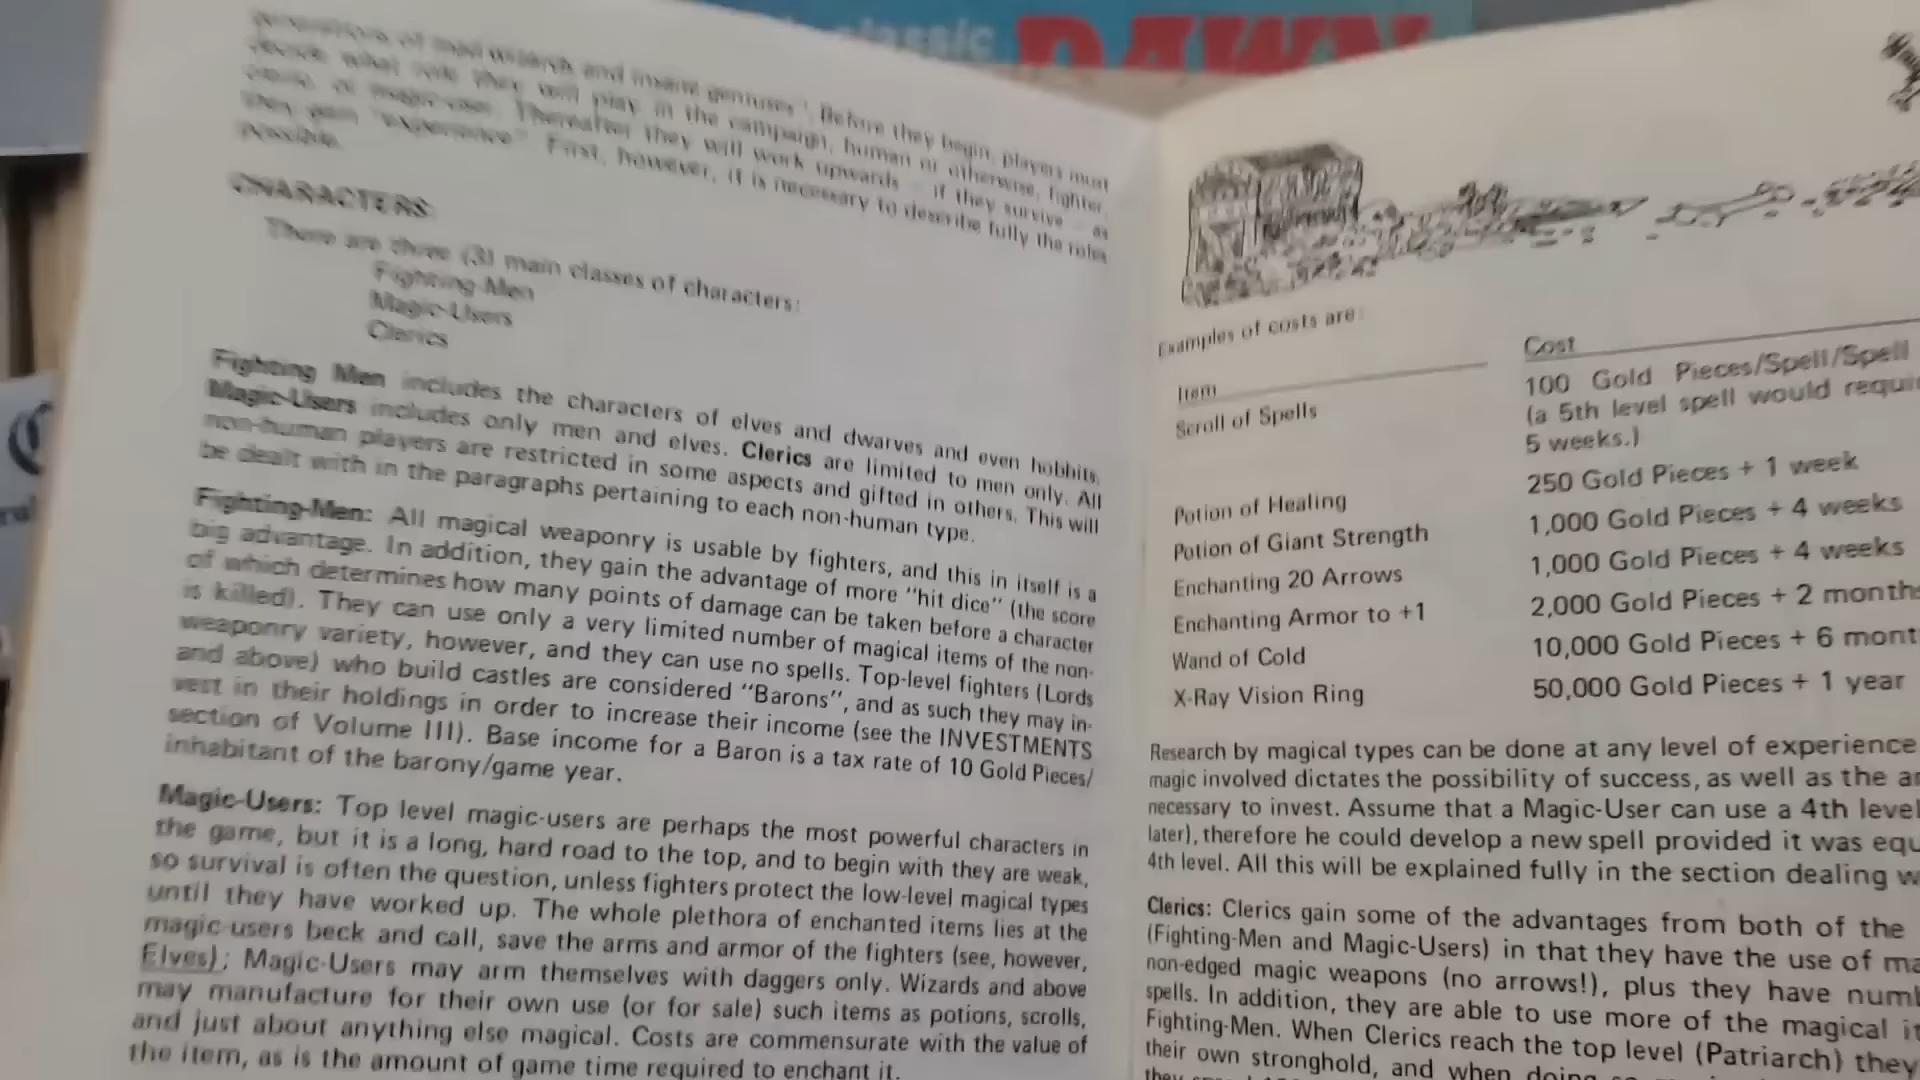 classic DAWN
of mad wizards and insane geniuses". Before they begin, players must
decide what role they will play in the campaign, human or otherwise, fighter,
cleric, or magic-user. Thereafter they will work upwards – if they survive – as
they gain "experience". First, however, it is necessary to describe fully the roles
possible.
CHARACTERS:
There are three (3) main classes of characters:
Fighting-Men
Magic-Users
Clerics
Fighting Men includes the characters of elves and dwarves and even hobbits.
Magic-Users includes only men and elves. Clerics are limited to men only. All
non-human players are restricted in some aspects and gifted in others. This will
be dealt with in the paragraphs pertaining to each non-human type.
Fighting-Men: All magical weaponry is usable by fighters, and this in itself is a
big advantage. In addition, they gain the advantage of more "hit dice" (the score
of which determines how many points of damage can be taken before a character
is killed). They can use only a very limited number of magical items of the non-
weaponry variety, however, and they can use no spells. Top-level fighters (Lords
and above) who build castles are considered "Barons", and as such they may in-
vest in their holdings in order to increase their income (see the INVESTMENTS
section of Volume III). Base income for a Baron is a tax rate of 10 Gold Pieces/
inhabitant of the barony/game year.
Magic-Users: Top level magic-users are perhaps the most powerful characters in
the game, but it is a long, hard road to the top, and to begin with they are weak,
so survival is often the question, unless fighters protect the low-level magical types
until they have worked up. The whole plethora of enchanted items lies at the
magic-users beck and call, save the arms and armor of the fighters (see, however,
Elves); Magic-Users may arm themselves with daggers only. Wizards and above
may manufacture for their own use (or for sale) such items as potions, scrolls,
and just about anything else magical. Costs are commensurate with the value of
the item, as is the amount of game time required to enchant it.
Examples of costs are:
Item Cost
Scroll of Spells 100 Gold Pieces/Spell/Spell
(a 5th level spell would
5 weeks.)
Potion of Healing 250 Gold Pieces + 1 week
Potion of Giant Strength 1,000 Gold Pieces + 4 weeks
Enchanting 20 Arrows 1,000 Gold Pieces + 4 weeks
Enchanting Armor to +1 2,000 Gold Pieces + 2 months
Wand of Cold 10,000 Gold Pieces + 6 mont
X-Ray Vision Ring 50,000 Gold Pieces + 1 year
Research by magical types can be done at any level of experience
magic involved dictates the possibility of success, as well as the
necessary to invest. Assume that a Magic-User can use a 4th level
later), therefore he could develop a new spell provided it was
4th level. All this will be explained fully in the section dealing
Clerics: Clerics gain some of the advantages from both of the
(Fighting-Men and Magic-Users) in that they have the use of
non-edged magic weapons (no arrows!), plus they have
spells. In addition, they are able to use more of the magical
Fighting-Men. When Clerics reach the top level (Patriarch) they
their own stronghold, and when doing